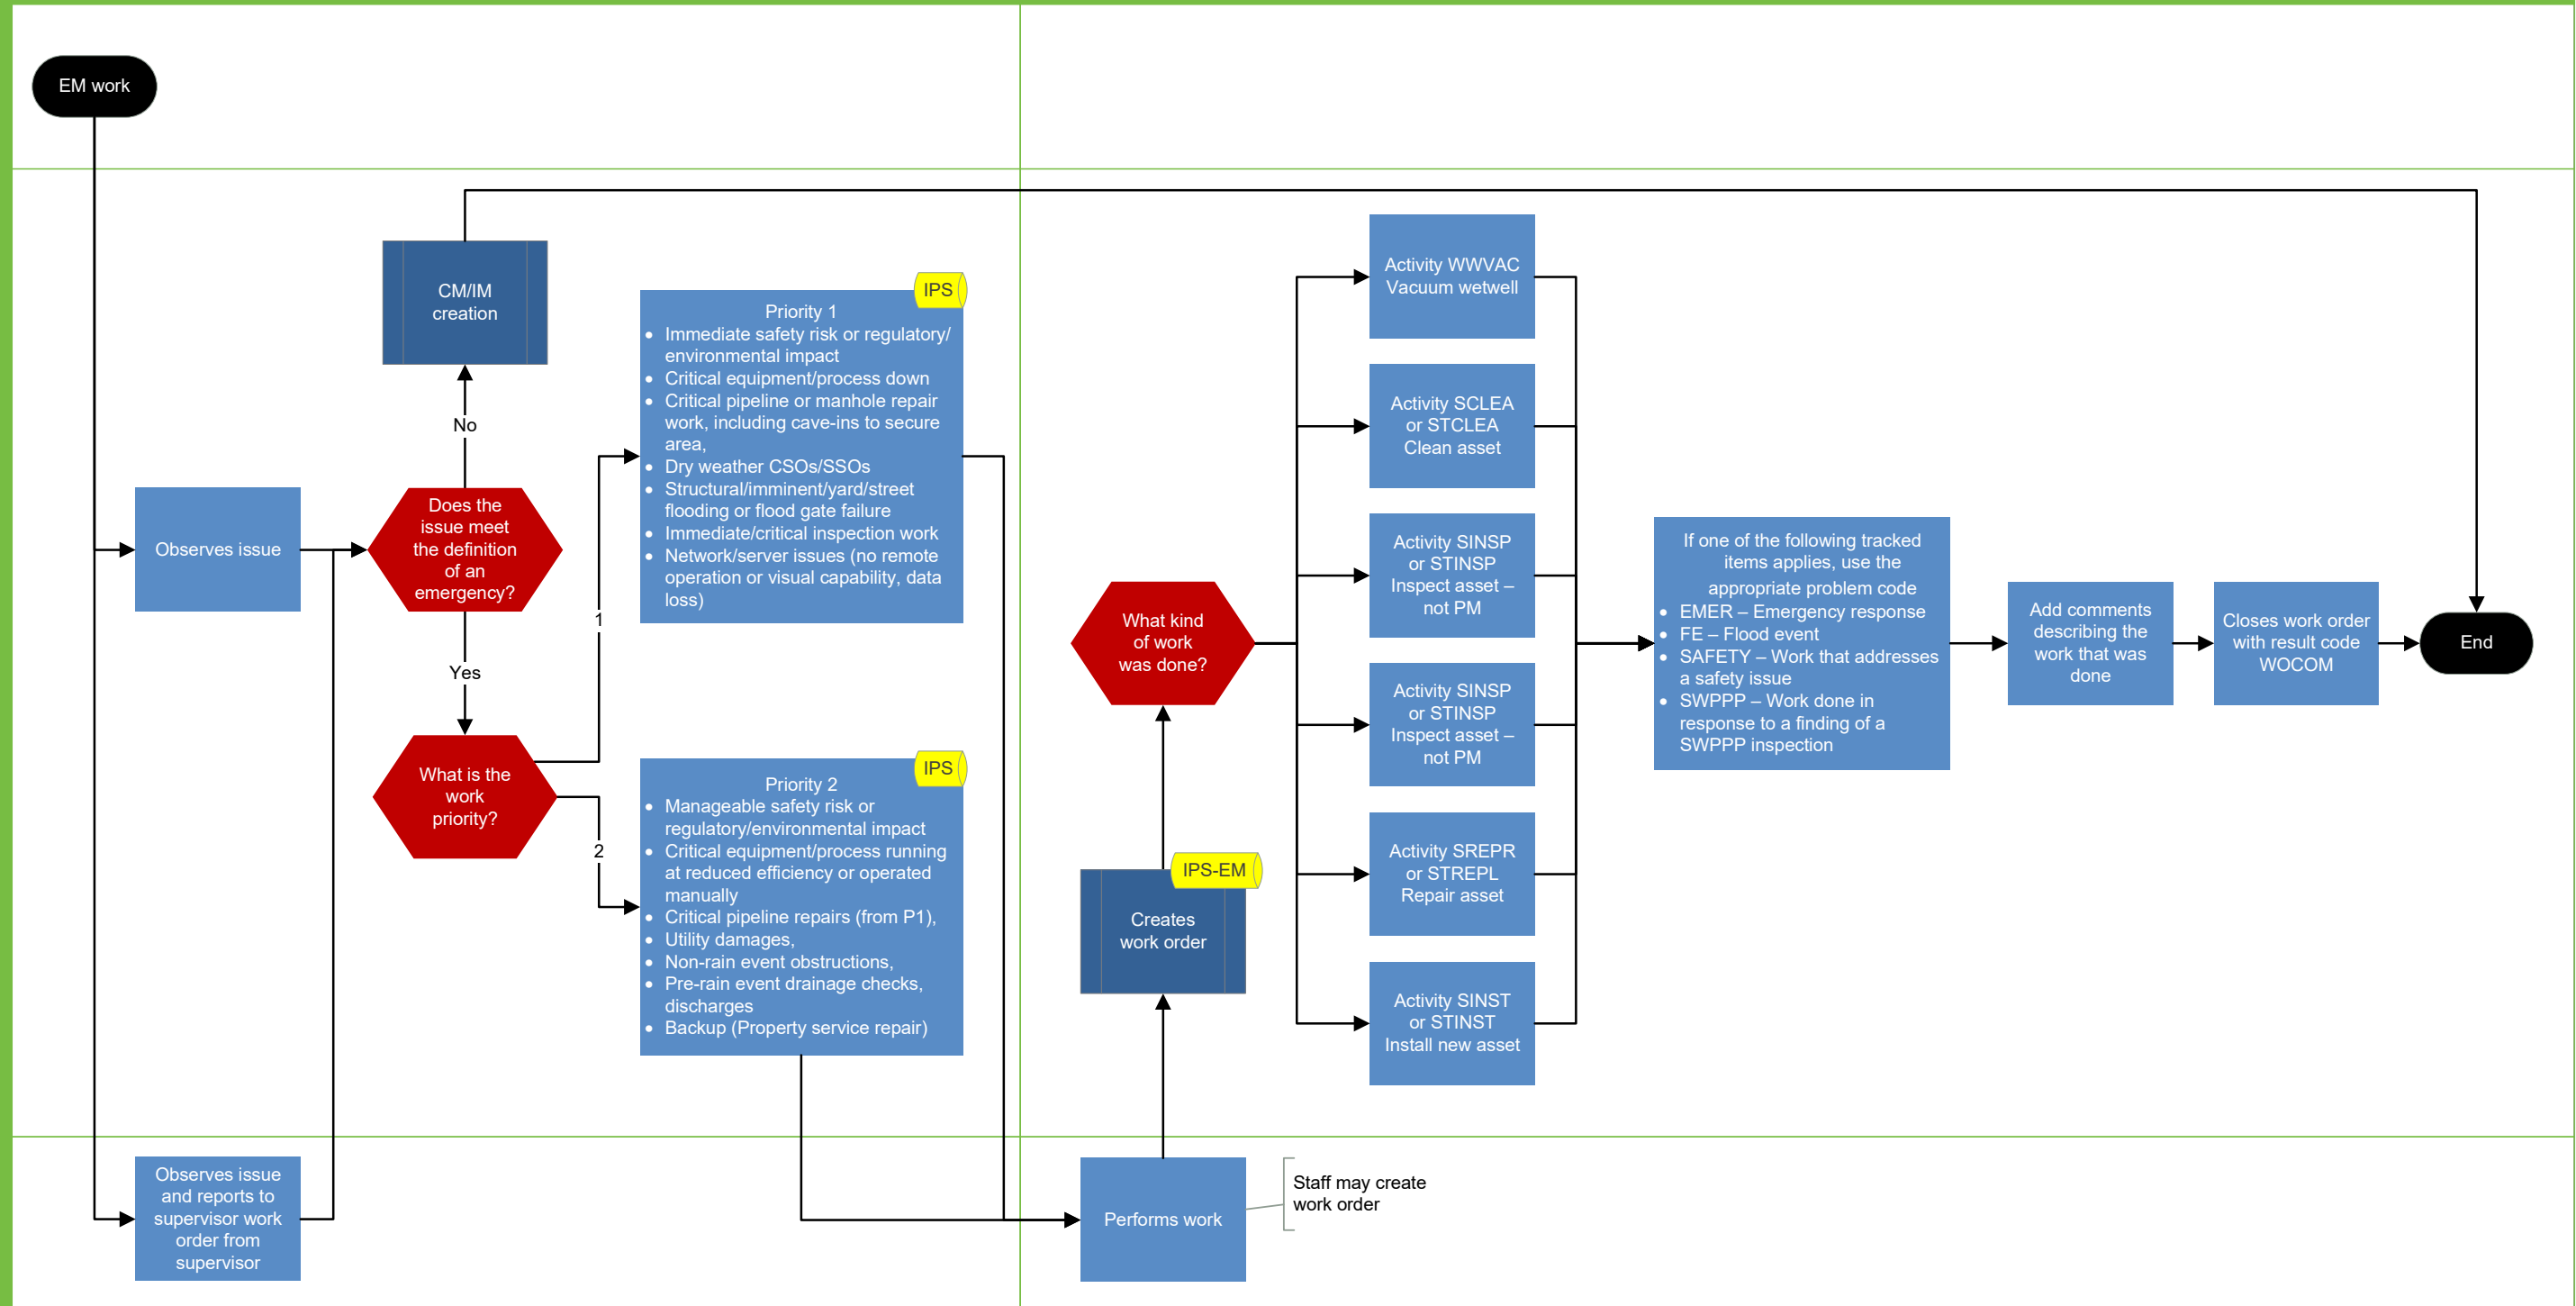 EM work
CM/IM
creation
No
Observes issue
Does the
issue meet
the definition
of an
emergency?
Yes
What is the
work
priority?
1
2
IPS
Priority 1
Immediate safety risk or regulatory/
environmental impact
Critical equipment/process down
Critical pipeline or manhole repair
work, including cave-ins to secure
area,
Dry weather CSOs/SSOs
Structural/imminent/yard/street
flooding or flood gate failure
Immediate/critical inspection work
Network/server issues (no remote
operation or visual capability, data
loss)
IPS
Priority 2
Manageable safety risk or
regulatory/environmental impact
Critical equipment/process running
at reduced efficiency or operated
manually
Critical pipeline repairs (from P1),
Utility damages,
Non-rain event obstructions,
Pre-rain event drainage checks,
discharges
Backup (Property service repair)
Observes issue
and reports to
supervisor work
order from
supervisor
Performs work
Staff may create
work order
IPS-EM
Creates
work order
What kind
of work
was done?
Activity WWVAC
Vacuum wetwell
Activity SCLEA
or STCLEA
Clean asset
Activity SINSP
or STINSP
Inspect asset –
not PM
Activity SINSP
or STINSP
Inspect asset –
not PM
Activity SREPR
or STREPL
Repair asset
Activity SINST
or STINST
Install new asset
If one of the following tracked
items applies, use the
appropriate problem code
EMER – Emergency response
FE – Flood event
SAFETY – Work that addresses
a safety issue
SWPPP – Work done in
response to a finding of a
SWPPP inspection
Add comments
describing the
work that was
done
Closes work order
with result code
WOCOM
End